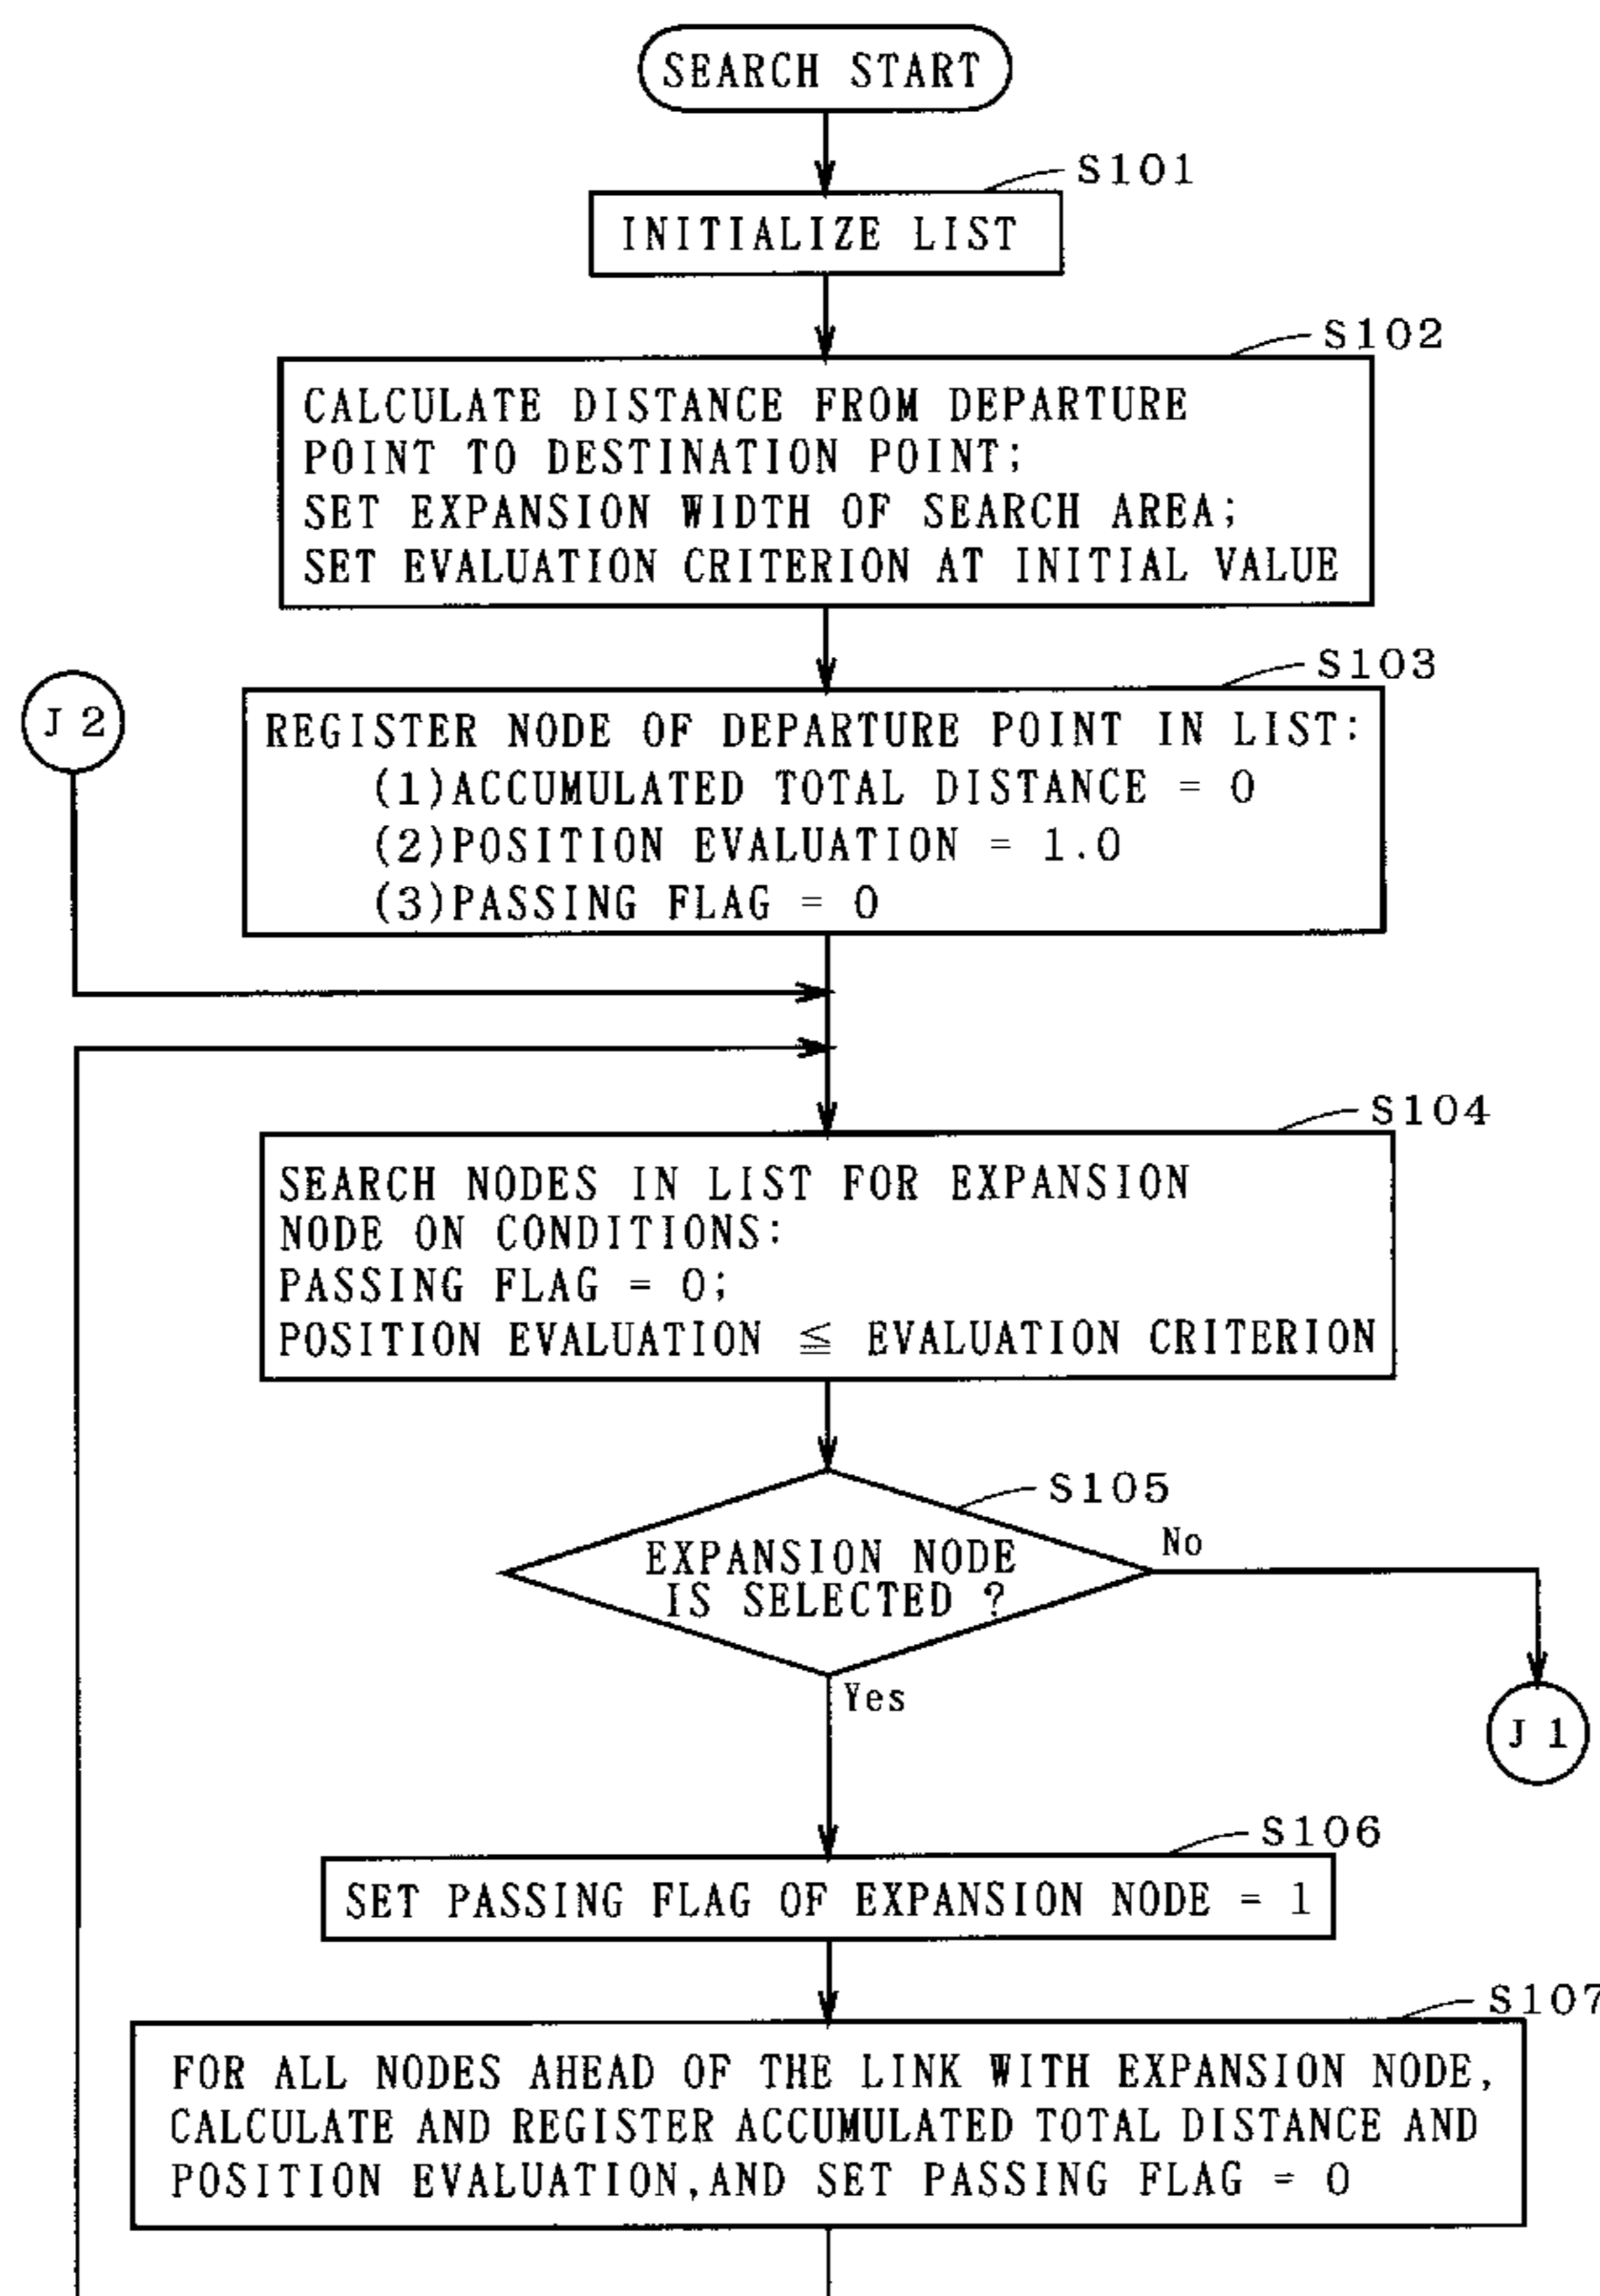 SEARCH START
S101
INITIALIZE LIST
S102
CALCULATE DISTANCE FROM DEPARTURE
POINT TO DESTINATION POINT;
SET EXPANSION WIDTH OF SEARCH AREA;
SET EVALUATION CRITERION AT INITIAL VALUE
S103
J 2
REGISTER NODE OF DEPARTURE POINT IN LIST:
(1)ACCUMULATED TOTAL DISTANCE = 0
(2)POSITION EVALUATION = 1.0
(3)PASSING FLAG = 0
S104
SEARCH NODES IN LIST FOR EXPANSION
NODE ON CONDITIONS:
PASSING FLAG = 0;
POSITION EVALUATION ≦ EVALUATION CRITERION
S105
EXPANSION NODE
IS SELECTED ?
No
Yes
J 1
S106
SET PASSING FLAG OF EXPANSION NODE = 1
S107
FOR ALL NODES AHEAD OF THE LINK WITH EXPANSION NODE,
CALCULATE AND REGISTER ACCUMULATED TOTAL DISTANCE AND
POSITION EVALUATION,AND SET PASSING FLAG = 0